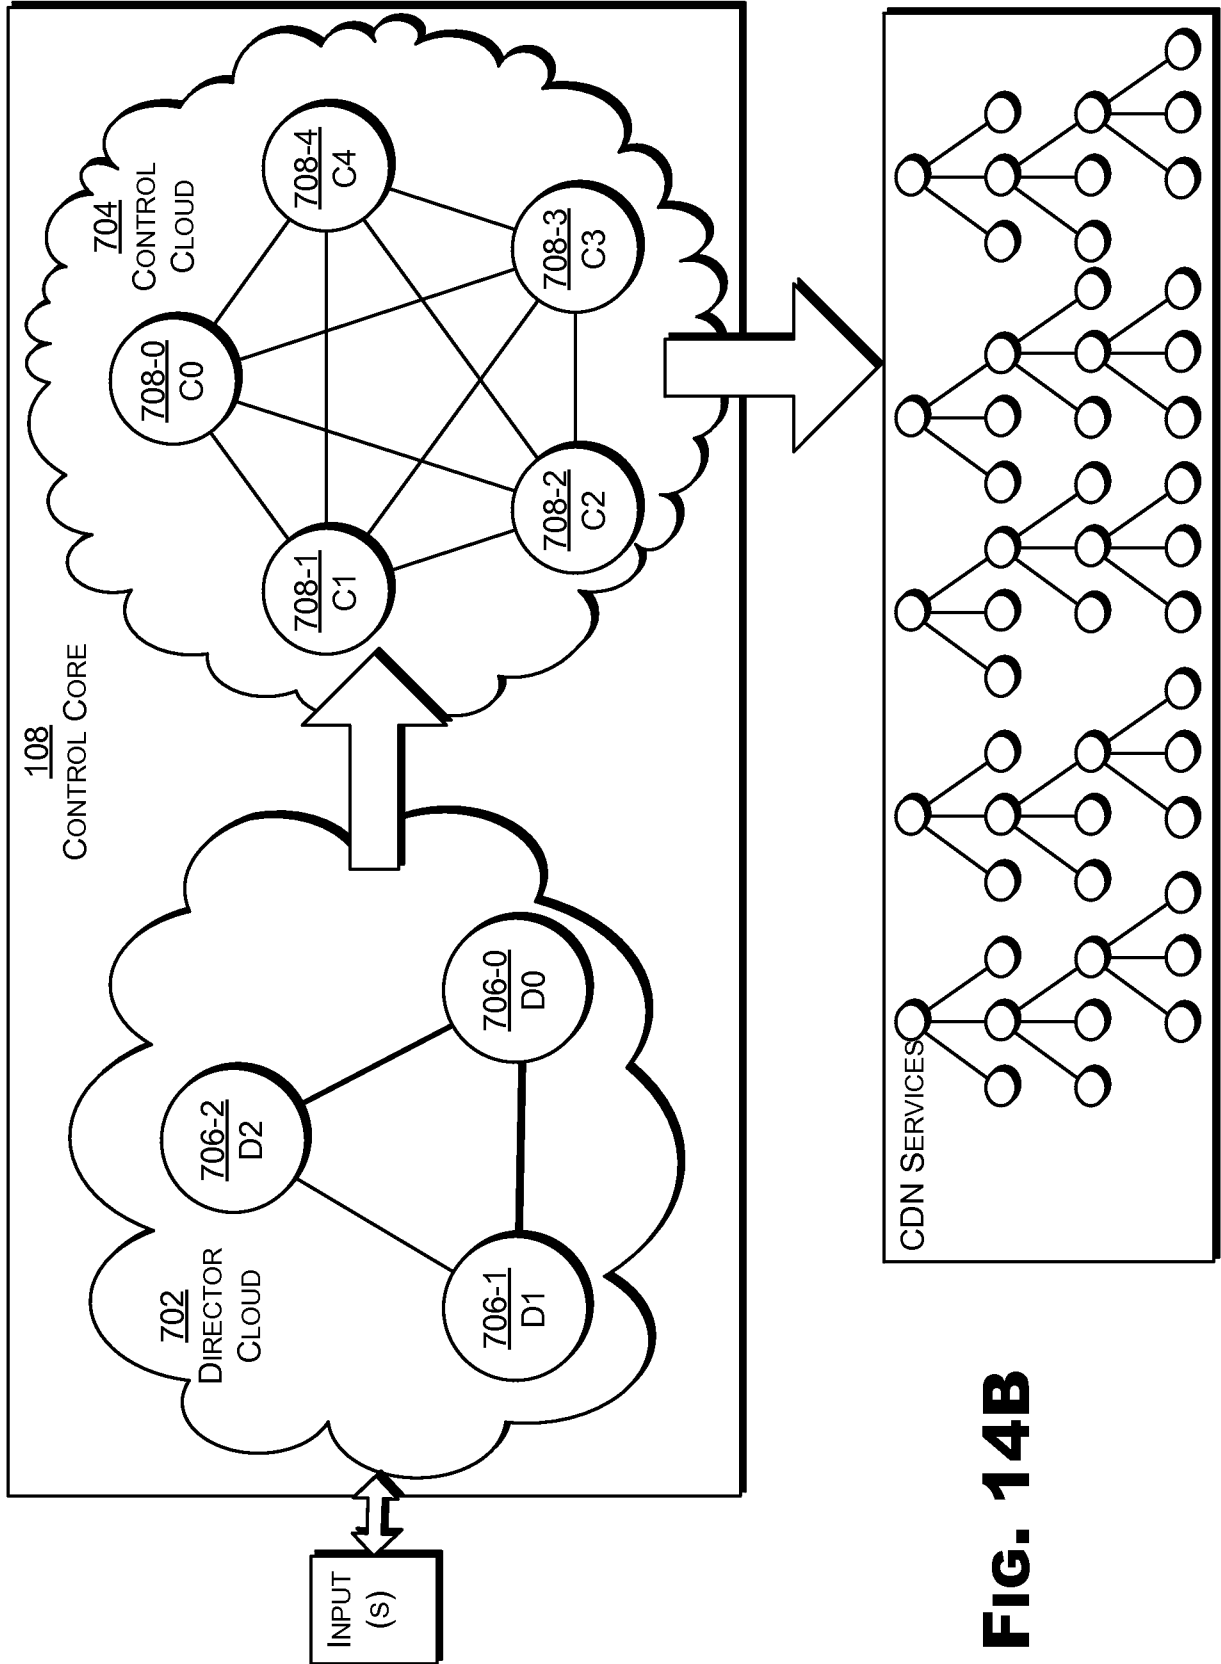 108
CONTROL CORE
INPUT
(S)
702
DIRECTOR
CLOUD
706-2
D2
706-1
D1
706-0
D0
704
CONTROL
CLOUD
708-0
C0
708-1
C1
708-4
C4
708-2
C2
708-3
C3
CDN SERVICES
FIG. 14B